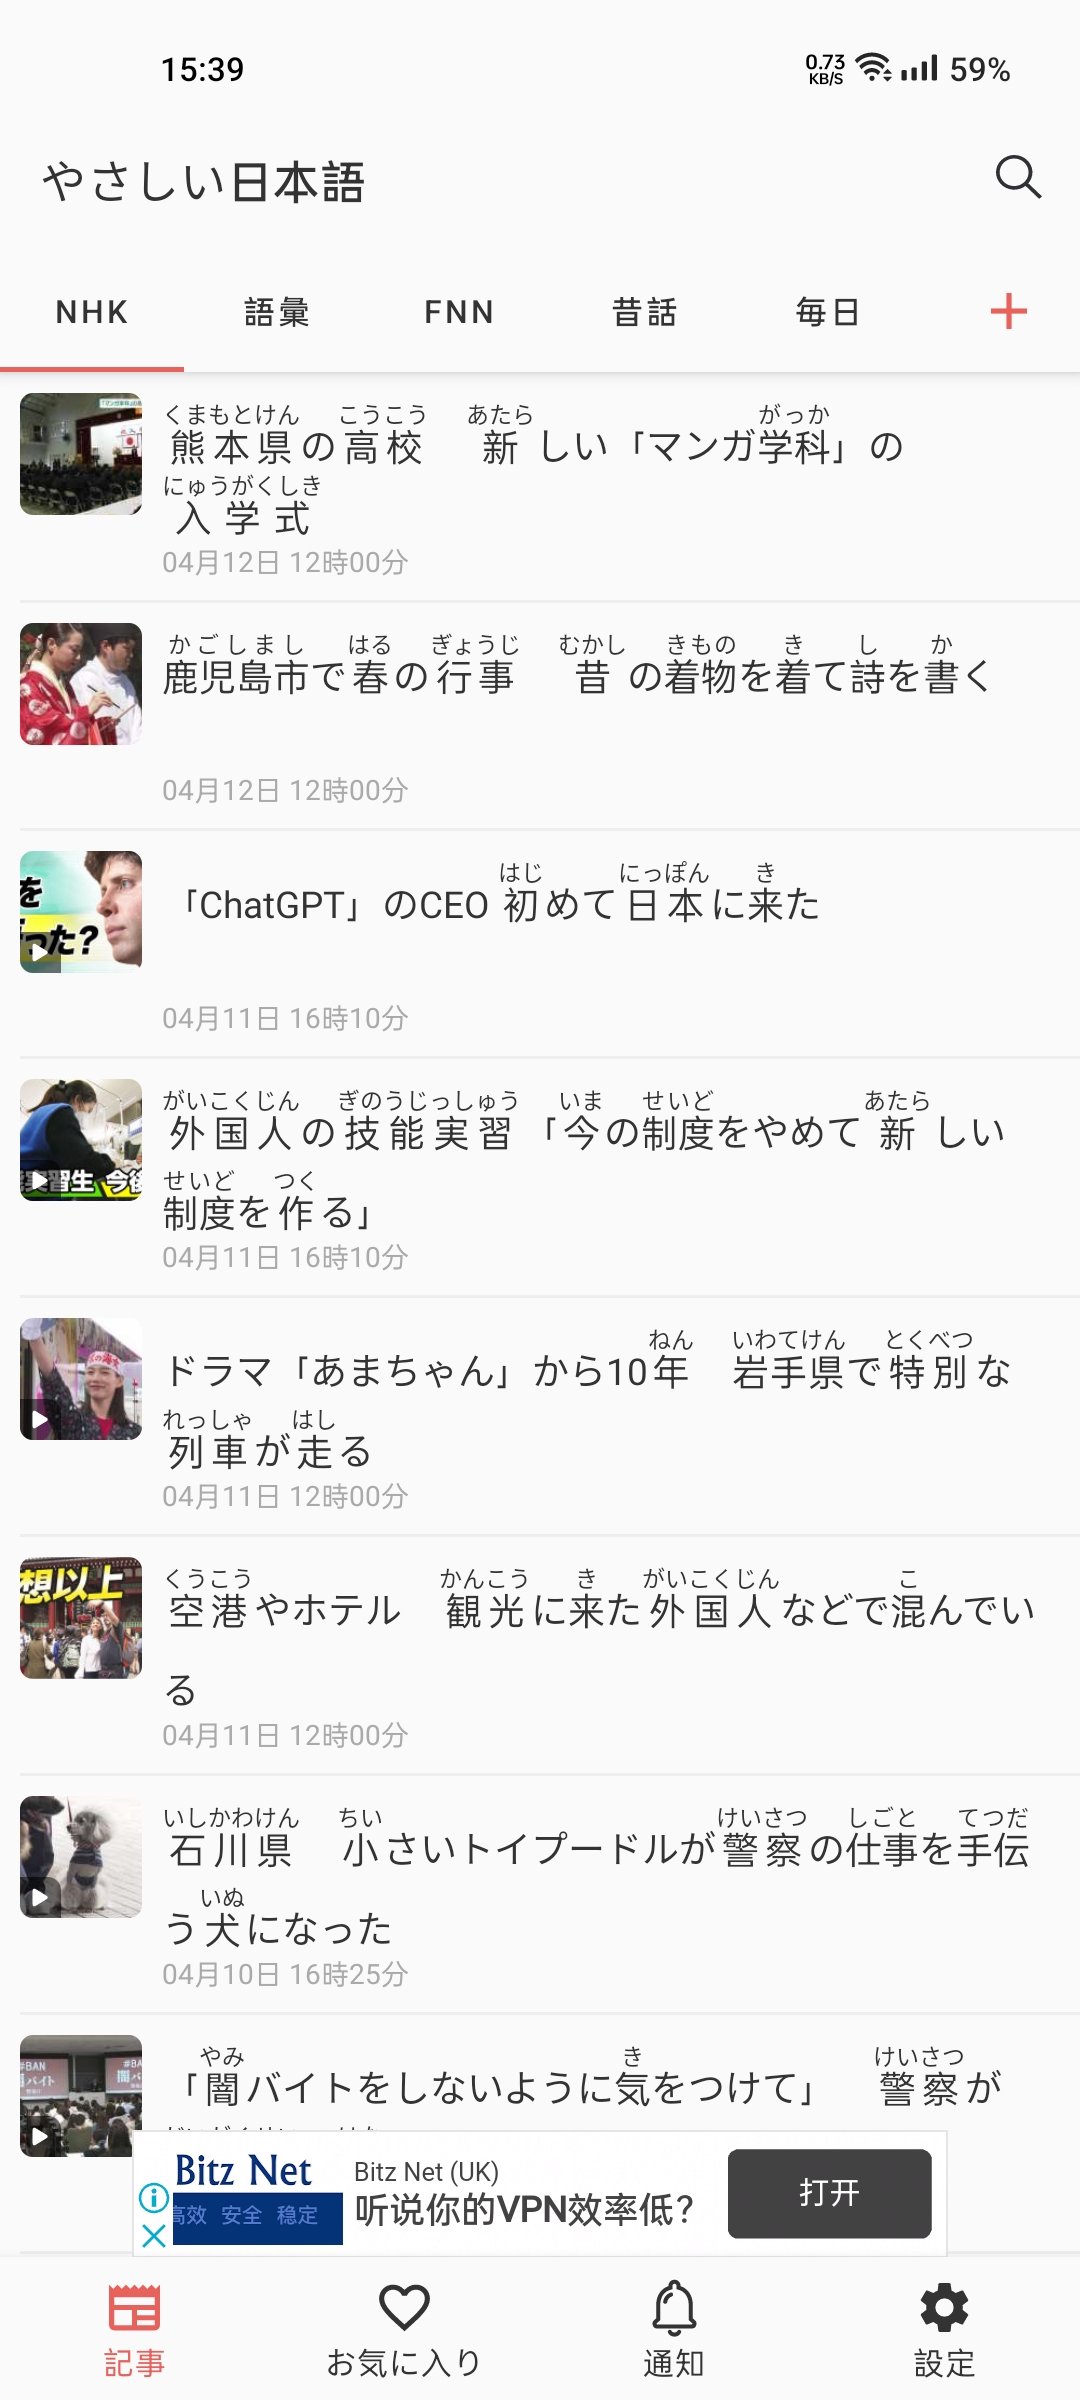 15:39
0.73
KB/S
59%
やさしい日本語
NHK 語彙 FNN 昔話 毎日 +
くまもとけん こうこう あたら がっか
熊本県の高校 新しい「マンガ学科」の
にゅうがくしき
入学式
04月12日 12時00分
かごしまし はる ぎょうじ むかし きもの き し か
鹿児島市で春の行事 昔の着物を着て詩を書く
04月12日 12時00分
を
った?
はじ にっぽん き
「ChatGPT」のCEO 初めて日本に来た
04月11日 16時10分
実習生 今後
がいこくじん ぎのうじっしゅう いま せいど あたら
外国人の技能実習「今の制度をやめて新しい
せいど つく
制度を作る」
04月11日 16時10分
ねん いわてけん とくべつ
ドラマ「あまちゃん」から10年 岩手県で特別な
れっしゃ はし
列車が走る
04月11日 12時00分
想以上
くうこう かんこう き がいこくじん こ
空港やホテル 観光に来た外国人などで混んでい
る
04月11日 12時00分
いしかわけん ちい けいさつ しごと てつだ
石川県 小さいトイプードルが警察の仕事を手伝
いぬ
う犬になった
04月10日 16時25分
#BAN
バイト
#BA
闇バ
やみ き けいさつ
「闇バイトをしないように気をつけて」 警察が
Bitz Net
高效 安全 稳定
Bitz Net (UK)
听说你的VPN效率低?
打开
記事 お気に入り 通知 設定